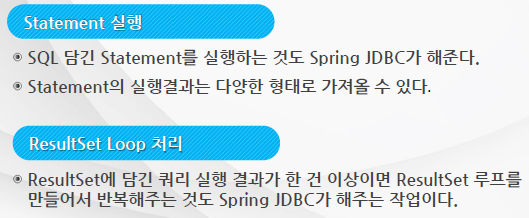 Statement 실행
◉ SQL 담긴 Statement를 실행하는 것도 Spring JDBC가 해준다.
◉ Statement의 실행결과는 다양한 형태로 가져올 수 있다.
ResultSet Loop 처리
◉ ResultSet에 담긴 쿼리 실행 결과가 한 건 이상이면 ResultSet 루프를
만들어서 반복해주는 것도 Spring JDBC가 해주는 작업이다.